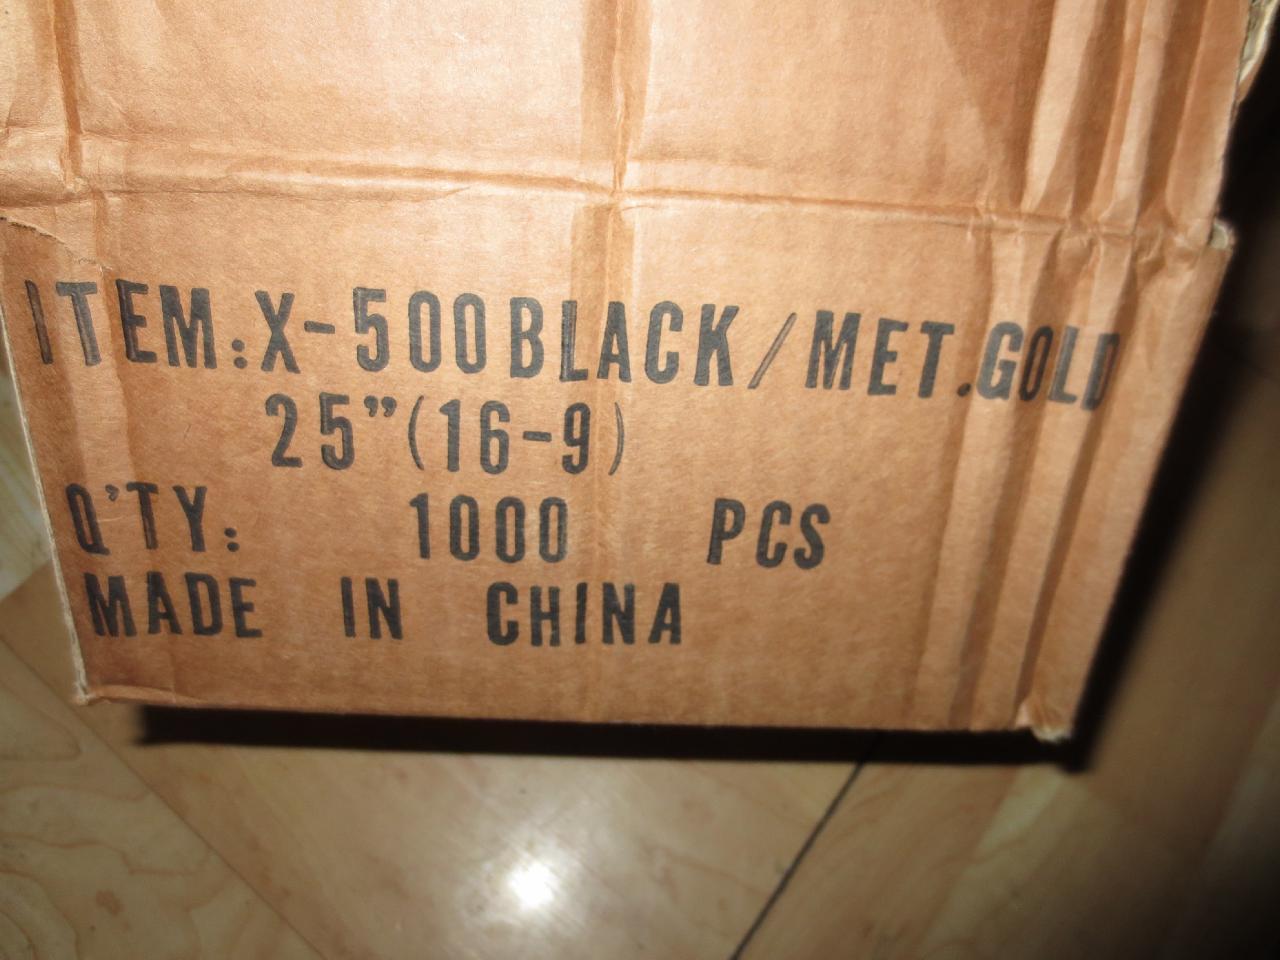 ITEM:X-500BLACK/MET.GOLD
25”(16-9)
Q'TY: 1000 PCS
MADE IN CHINA